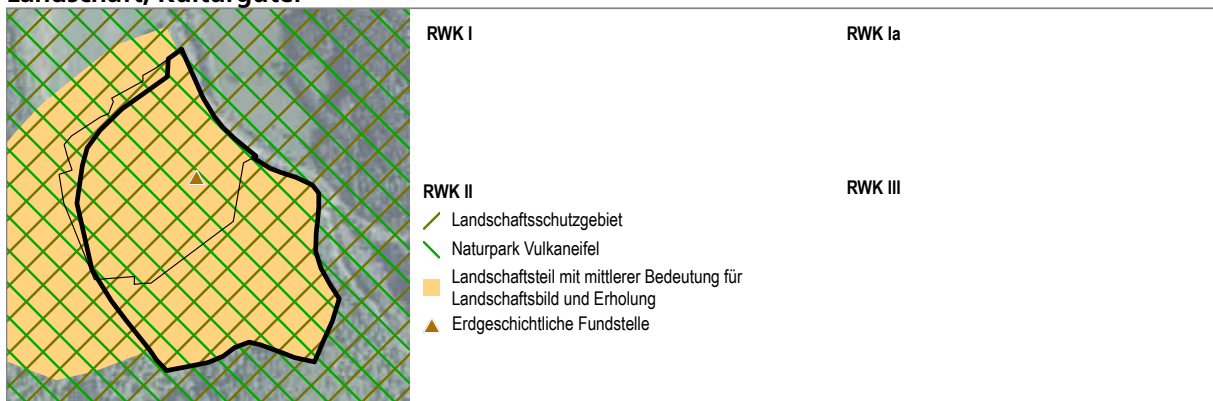 Landschaft, Kulturgüter
RWK I
RWK Ia
RWK II
Landschaftsschutzgebiet
Naturpark Vulkaneifel
Landschaftsteil mit mittlerer Bedeutung für
Landschaftsbild und Erholung
Erdgeschichtliche Fundstelle
RWK III